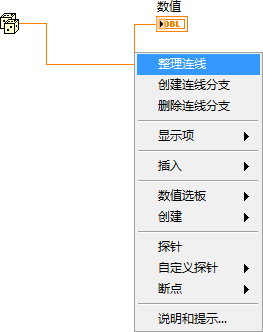 数值
DBL
整理连线
创建连线分支
删除连线分支
显示项
插入
数值选板
创建
探针
自定义探针
断点
说明和提示...